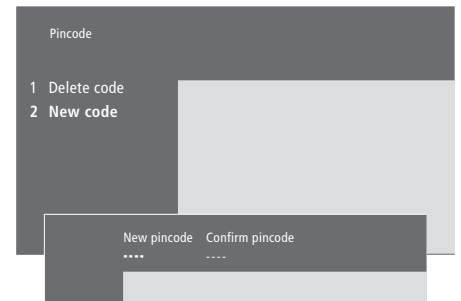 Pincode
1 Delete code
2 New code
New pincode Confirm pincode
---- ----